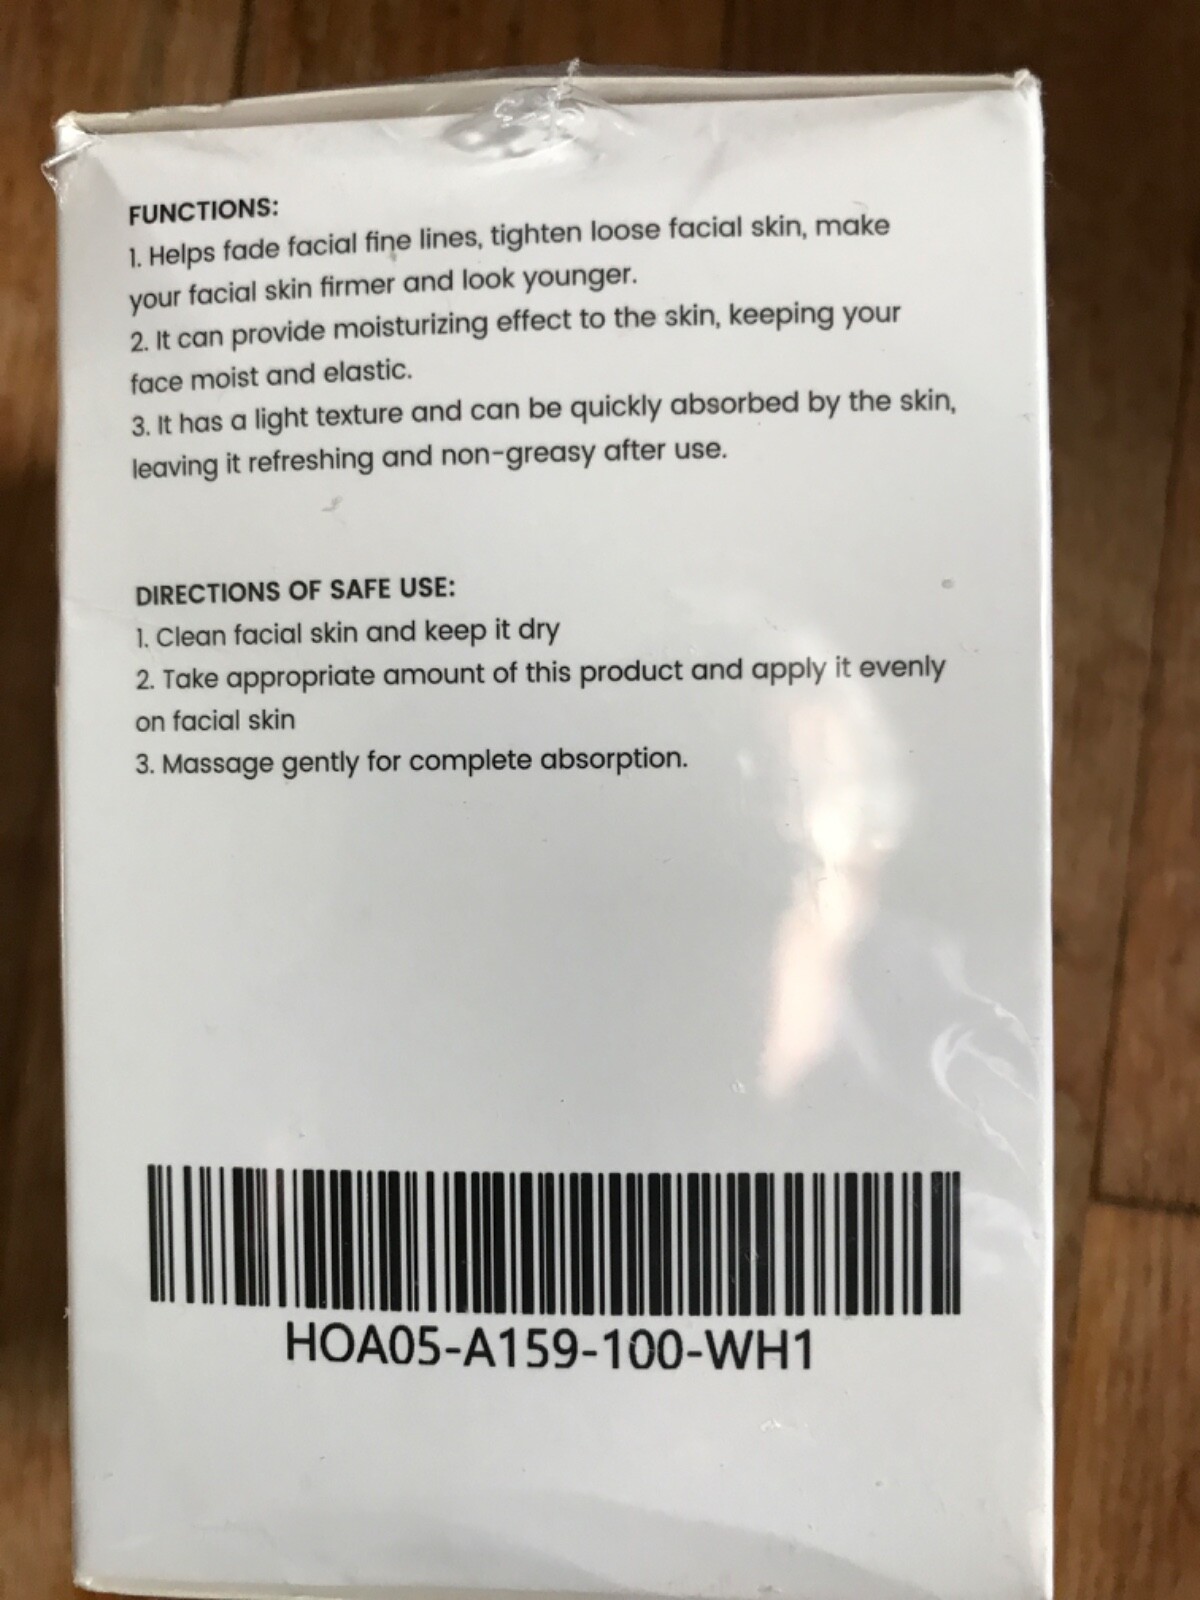 FUNCTIONS:
1. Helps fade facial fine lines, tighten loose facial skin, make
your facial skin firmer and look younger.
2. It can provide moisturizing effect to the skin, keeping your
face moist and elastic.
3. It has a light texture and can be quickly absorbed by the skin,
leaving it refreshing and non-greasy after use.
DIRECTIONS OF SAFE USE:
1. Clean facial skin and keep it dry
2. Take appropriate amount of this product and apply it evenly
on facial skin
3. Massage gently for complete absorption.
HOA05-A159-100-WH1